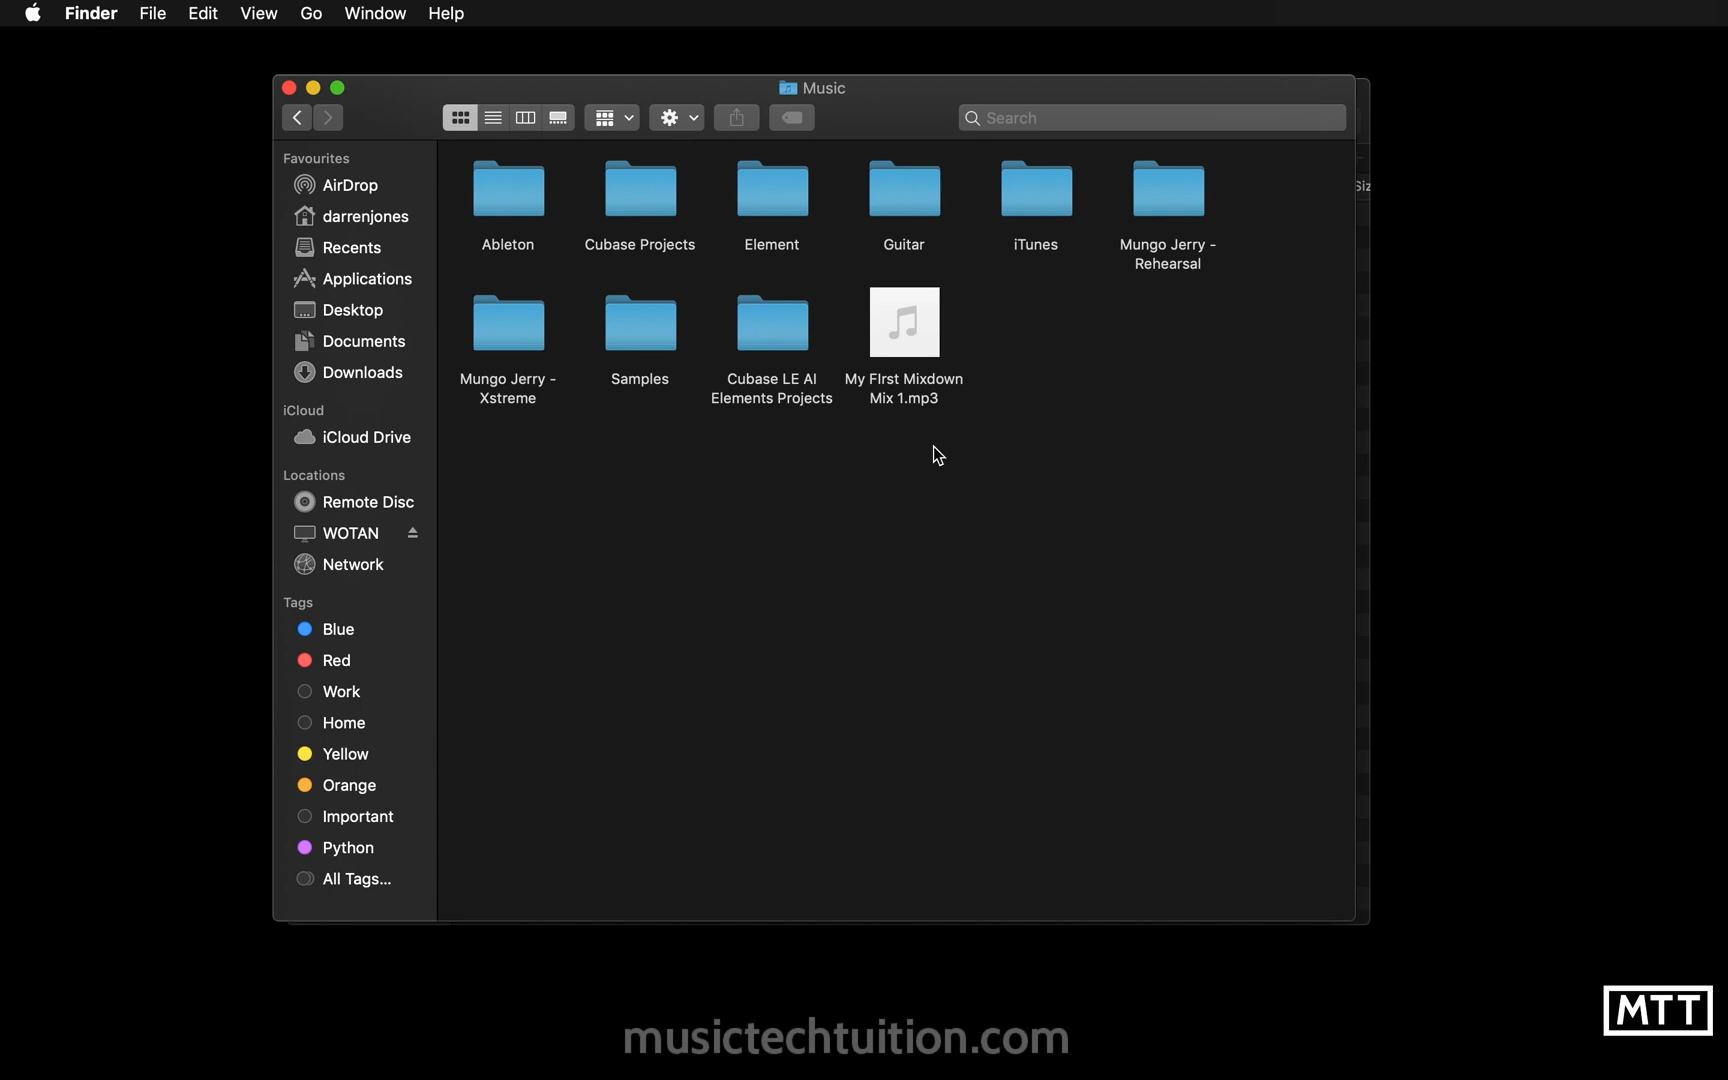 Finder File Edit View Go Window Help
Music
Search
Favourites
AirDrop
darrenjones
Recents
Applications
Desktop
Documents
Downloads
iCloud
iCloud Drive
Locations
Remote Disc
WOTAN
Network
Tags
Blue
Red
Work
Home
Yellow
Orange
Important
Python
All Tags...
Ableton
Cubase Projects
Element
Guitar
iTunes
Mungo Jerry -
Rehearsal
Mungo Jerry -
Xstreme
Samples
Cubase LE AI
Elements Projects
My FIrst Mixdown
Mix 1.mp3
Siz
MTT
musictechtuition.com